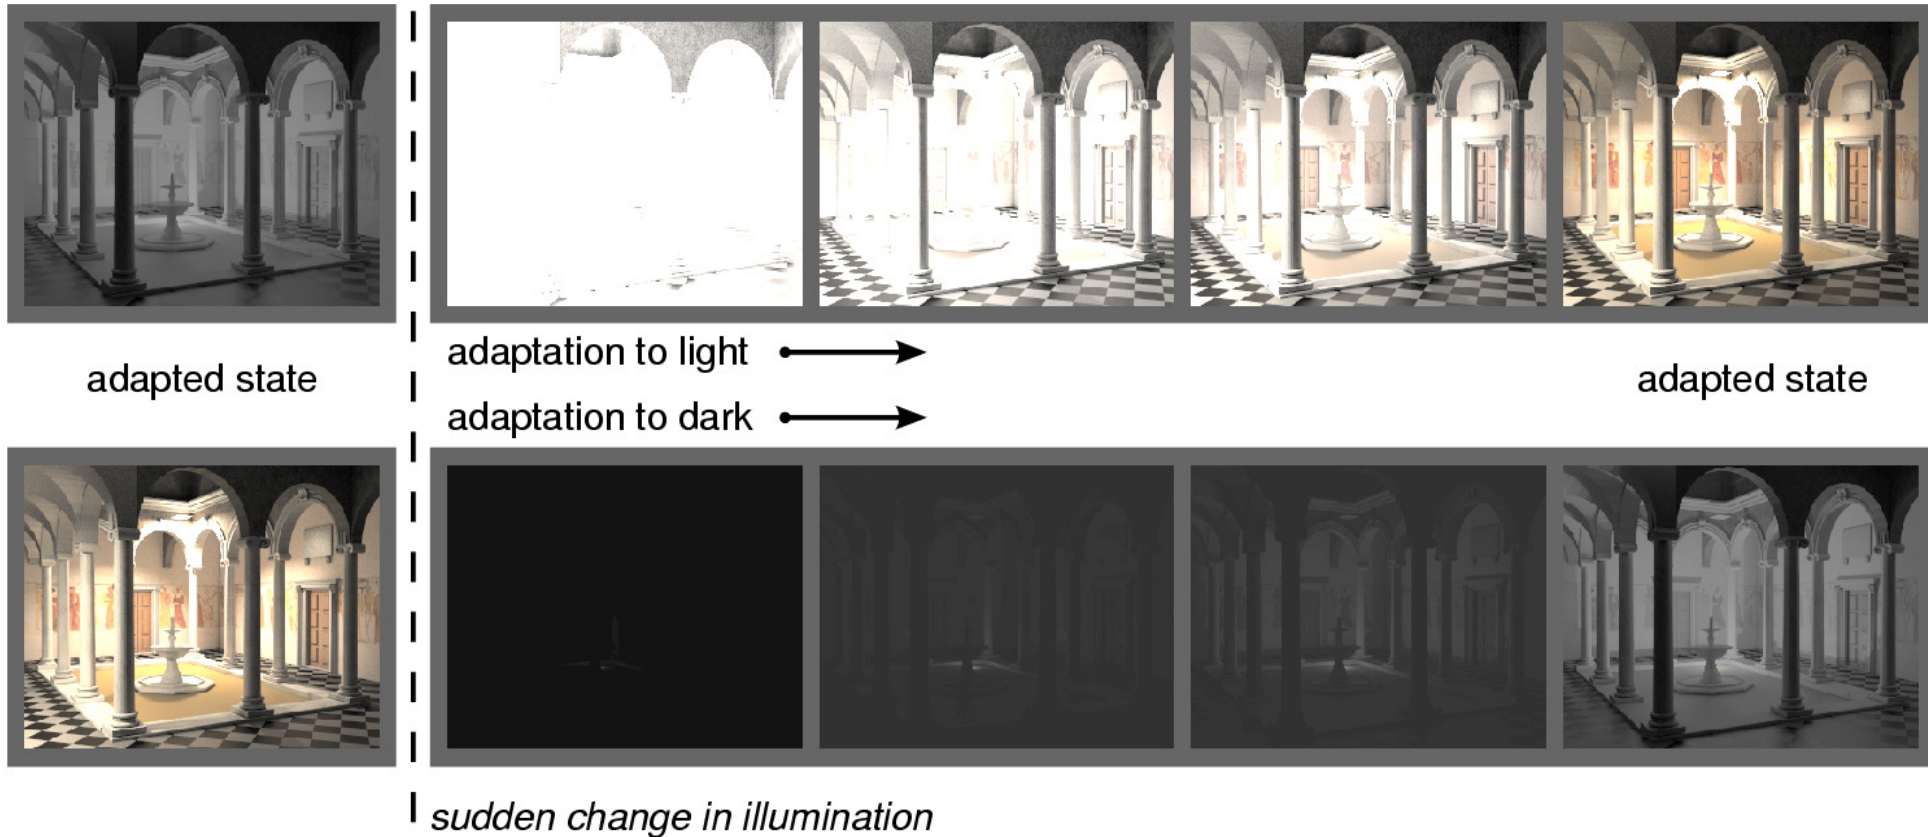 adapted state
adaptation to light
adaptation to dark
adapted state
sudden change in illumination